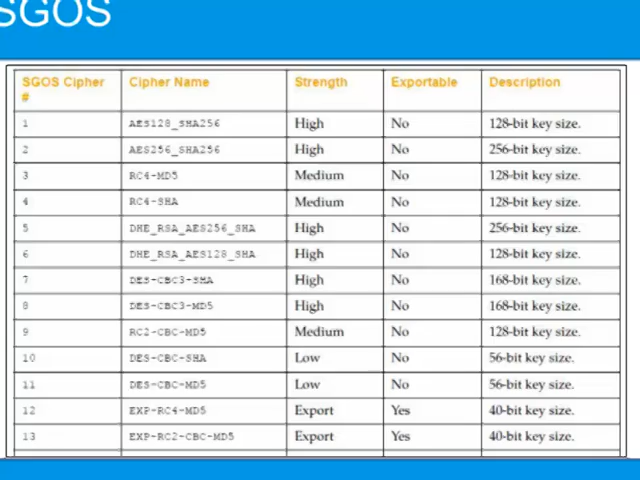 SGOS
SGOS Cipher # Cipher Name Strength Exportable Description
1 AES128_SHA256 High No 128-bit key size.
2 AES256_SHA256 High No 256-bit key size.
3 RC4-MD5 Medium No 128-bit key size.
4 RC4-SHA Medium No 128-bit key size.
5 DHE_RSA_AES256_SHA High No 256-bit key size.
6 DHE_RSA_AES128_SHA High No 128-bit key size.
7 DES-CBC3-SHA High No 168-bit key size.
8 DES-CBC3-MD5 High No 168-bit key size.
9 RC2-CBC-MD5 Medium No 128-bit key size.
10 DES-CBC-SHA Low No 56-bit key size.
11 DES-CBC-MD5 Low No 56-bit key size.
12 EXP-RC4-MD5 Export Yes 40-bit key size.
13 EXP-RC2-CBC-MD5 Export Yes 40-bit key size.